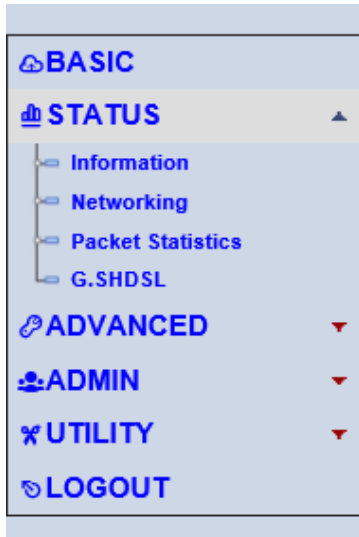 BASIC
STATUS
Information
Networking
Packet Statistics
G.SHDSL
ADVANCED
ADMIN
UTILITY
LOGOUT